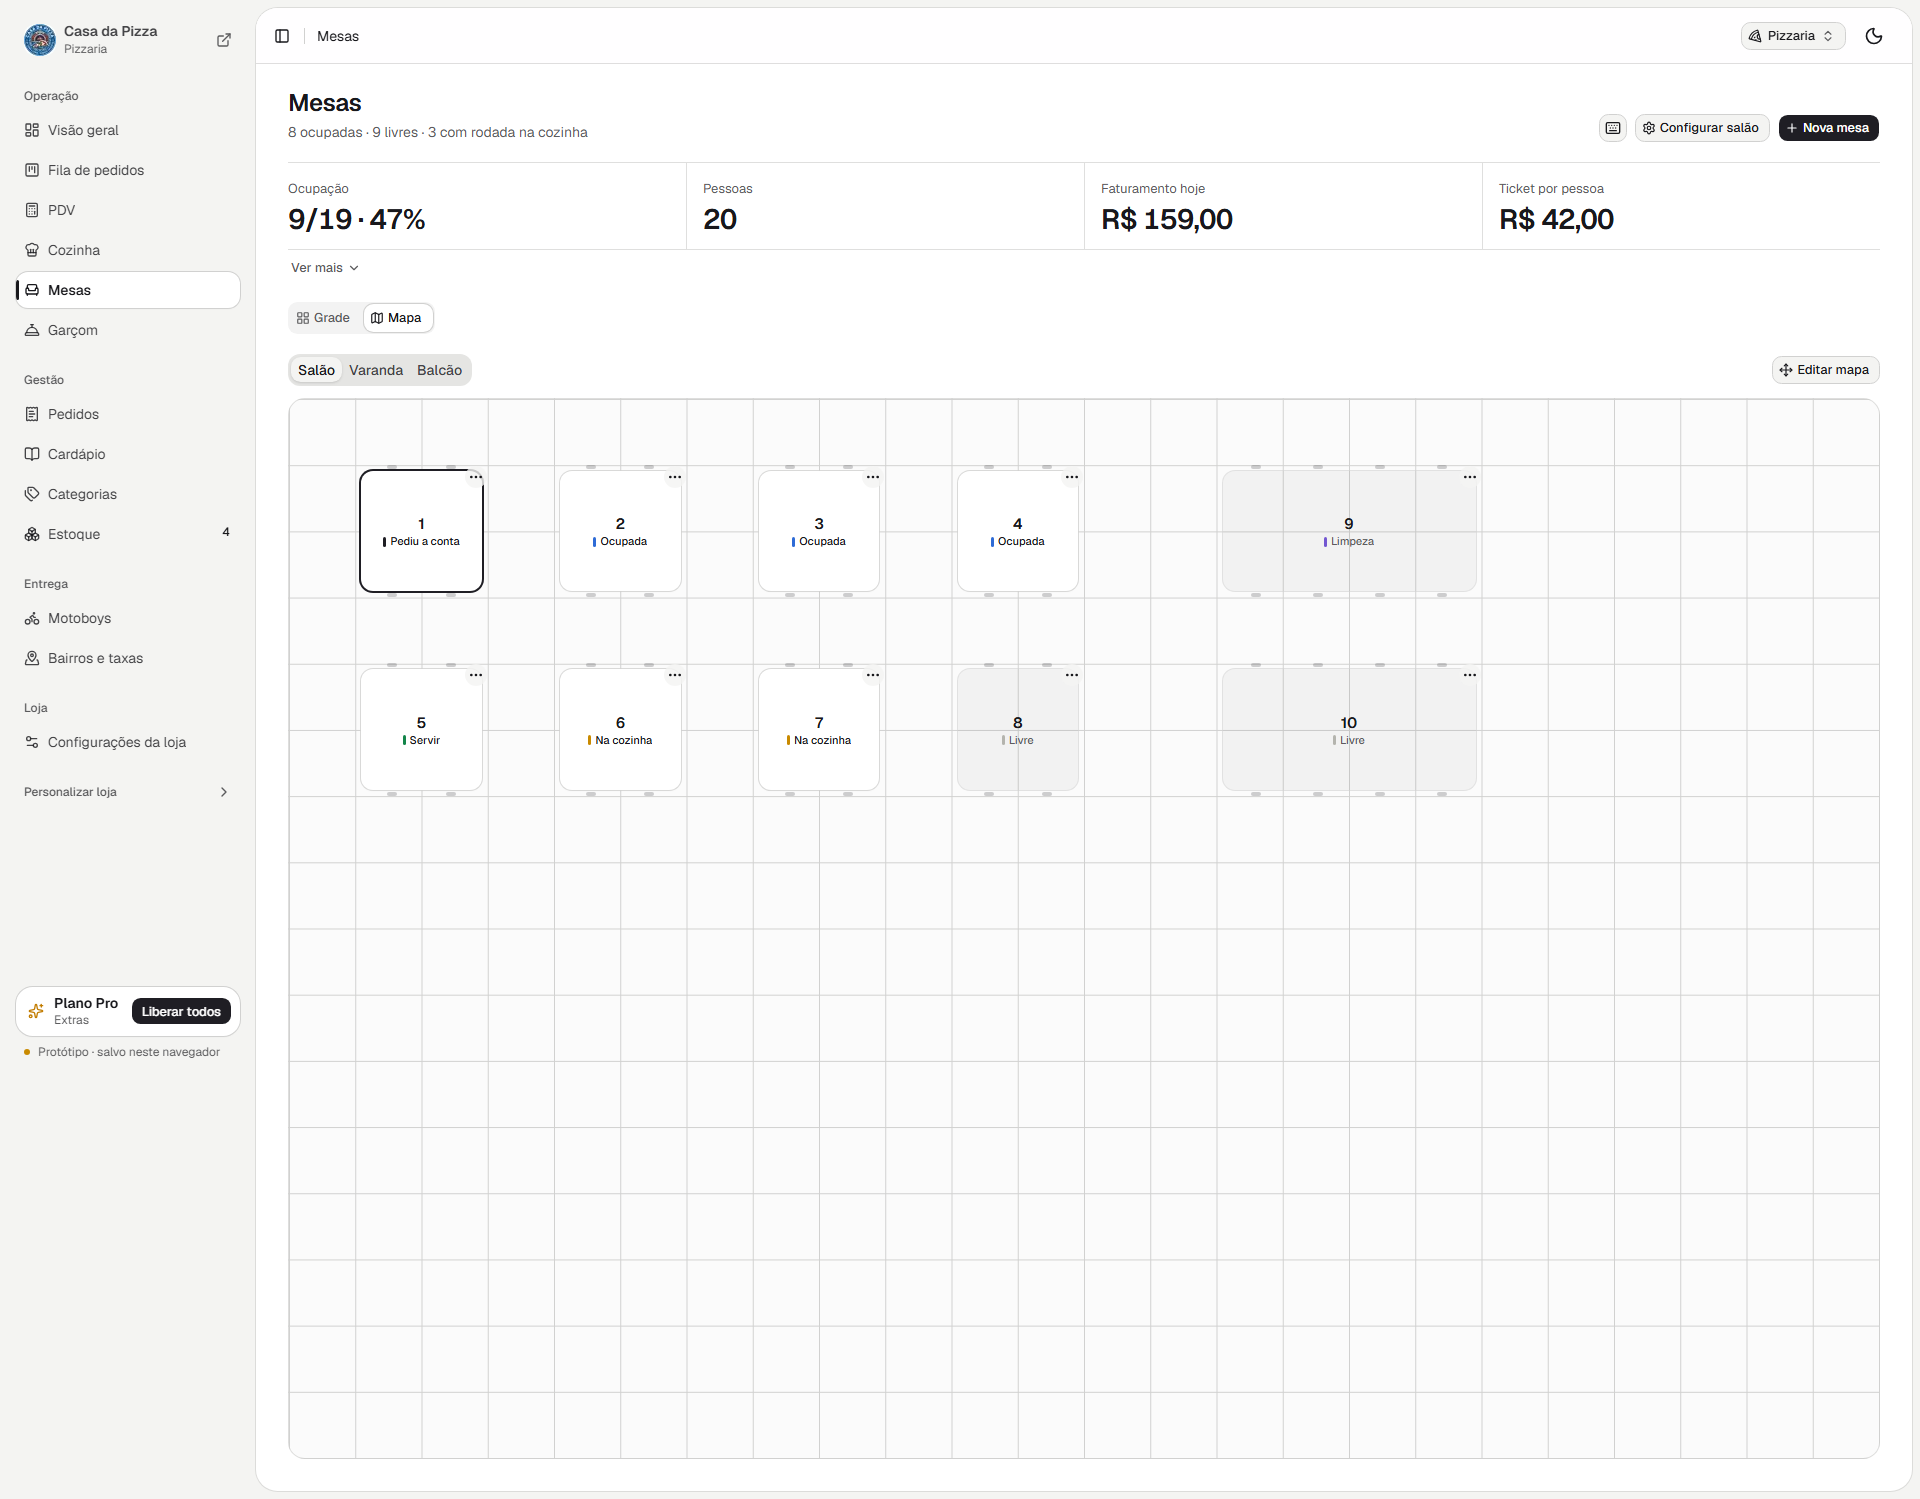 Casa da Pizza
Pizzaria
Operação
Visão geral
Fila de pedidos
PDV
Cozinha
Mesas
Garçom
Gestão
Pedidos
Cardápio
Categorias
Estoque 4
Entrega
Motoboys
Bairros e taxas
Loja
Configurações da loja
Personalizar loja
Plano Pro
Extras
Liberar todos
Protótipo · salvo neste navegador
Mesas
Pizzaria
Mesas
8 ocupadas · 9 livres · 3 com rodada na cozinha
Configurar salão
Nova mesa
Ocupação
9/19 · 47%
Pessoas
20
Faturamento hoje
R$ 159,00
Ticket por pessoa
R$ 42,00
Ver mais
Grade
Mapa
Salão
Varanda
Balcão
Editar mapa
1
Pediu a conta
2
Ocupada
3
Ocupada
4
Ocupada
9
Limpeza
5
Servir
6
Na cozinha
7
Na cozinha
8
Livre
10
Livre